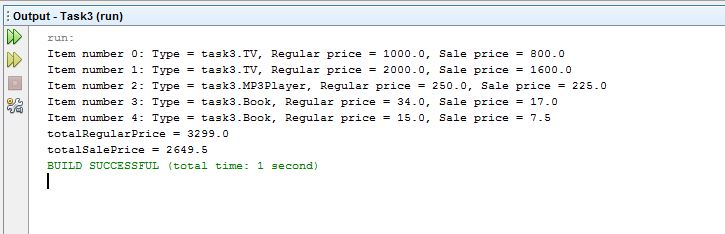 Output - Task3 (run)
run:
Item number 0: Type = task3.TV, Regular price = 1000.0, Sale price = 800.0
Item number 1: Type = task3.TV, Regular price = 2000.0, Sale price = 1600.0
Item number 2: Type = task3.MP3Player, Regular price = 250.0, Sale price = 225.0
Item number 3: Type = task3.Book, Regular price = 34.0, Sale price = 17.0
Item number 4: Type = task3.Book, Regular price = 15.0, Sale price = 7.5
totalRegularPrice = 3299.0
totalSalePrice = 2649.5
BUILD SUCCESSFUL (total time: 1 second)